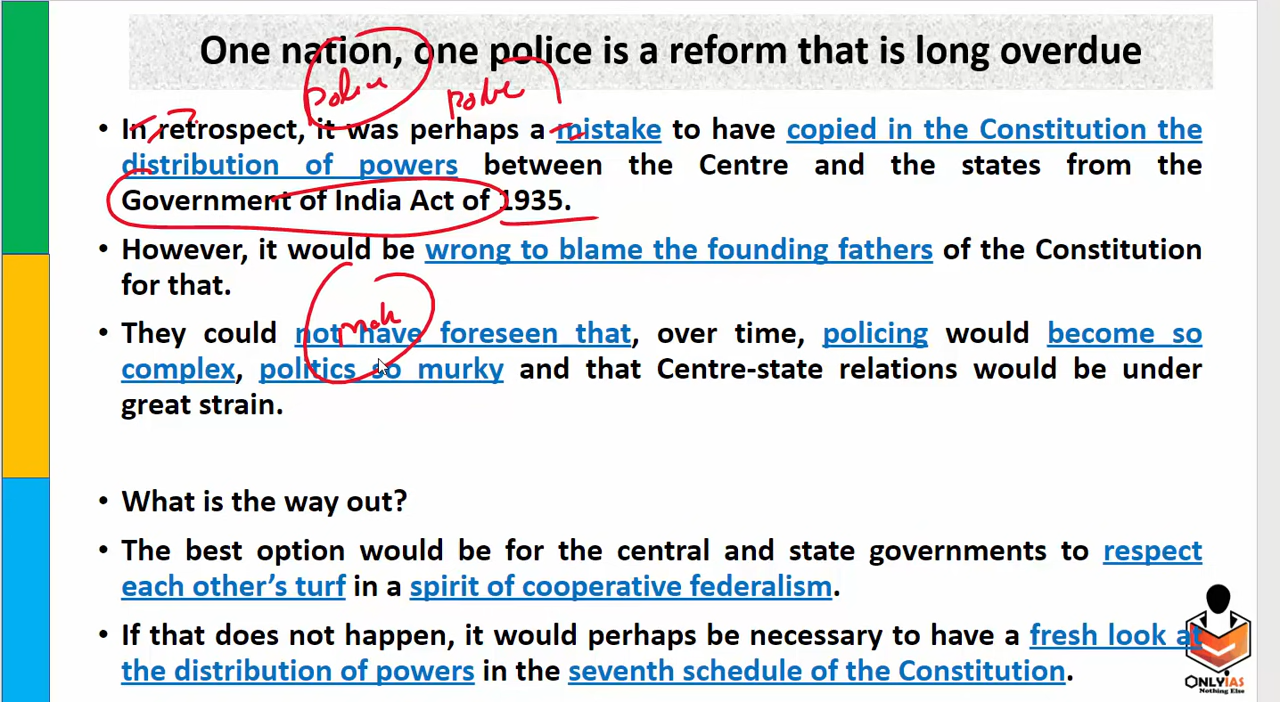 One nation, one police is a reform that is long overdue
police
police
• In retrospect, it was perhaps a mistake to have copied in the Constitution the
distribution of powers between the Centre and the states from the
Government of India Act of 1935.
• However, it would be wrong to blame the founding fathers of the Constitution
for that.
• They could not have foreseen that, over time, policing would become so
complex, politics so murky and that Centre-state relations would be under
great strain.
• What is the way out?
• The best option would be for the central and state governments to respect
each other’s turf in a spirit of cooperative federalism.
• If that does not happen, it would perhaps be necessary to have a fresh look at
the distribution of powers in the seventh schedule of the Constitution.
ONLYIAS
Nothing Else